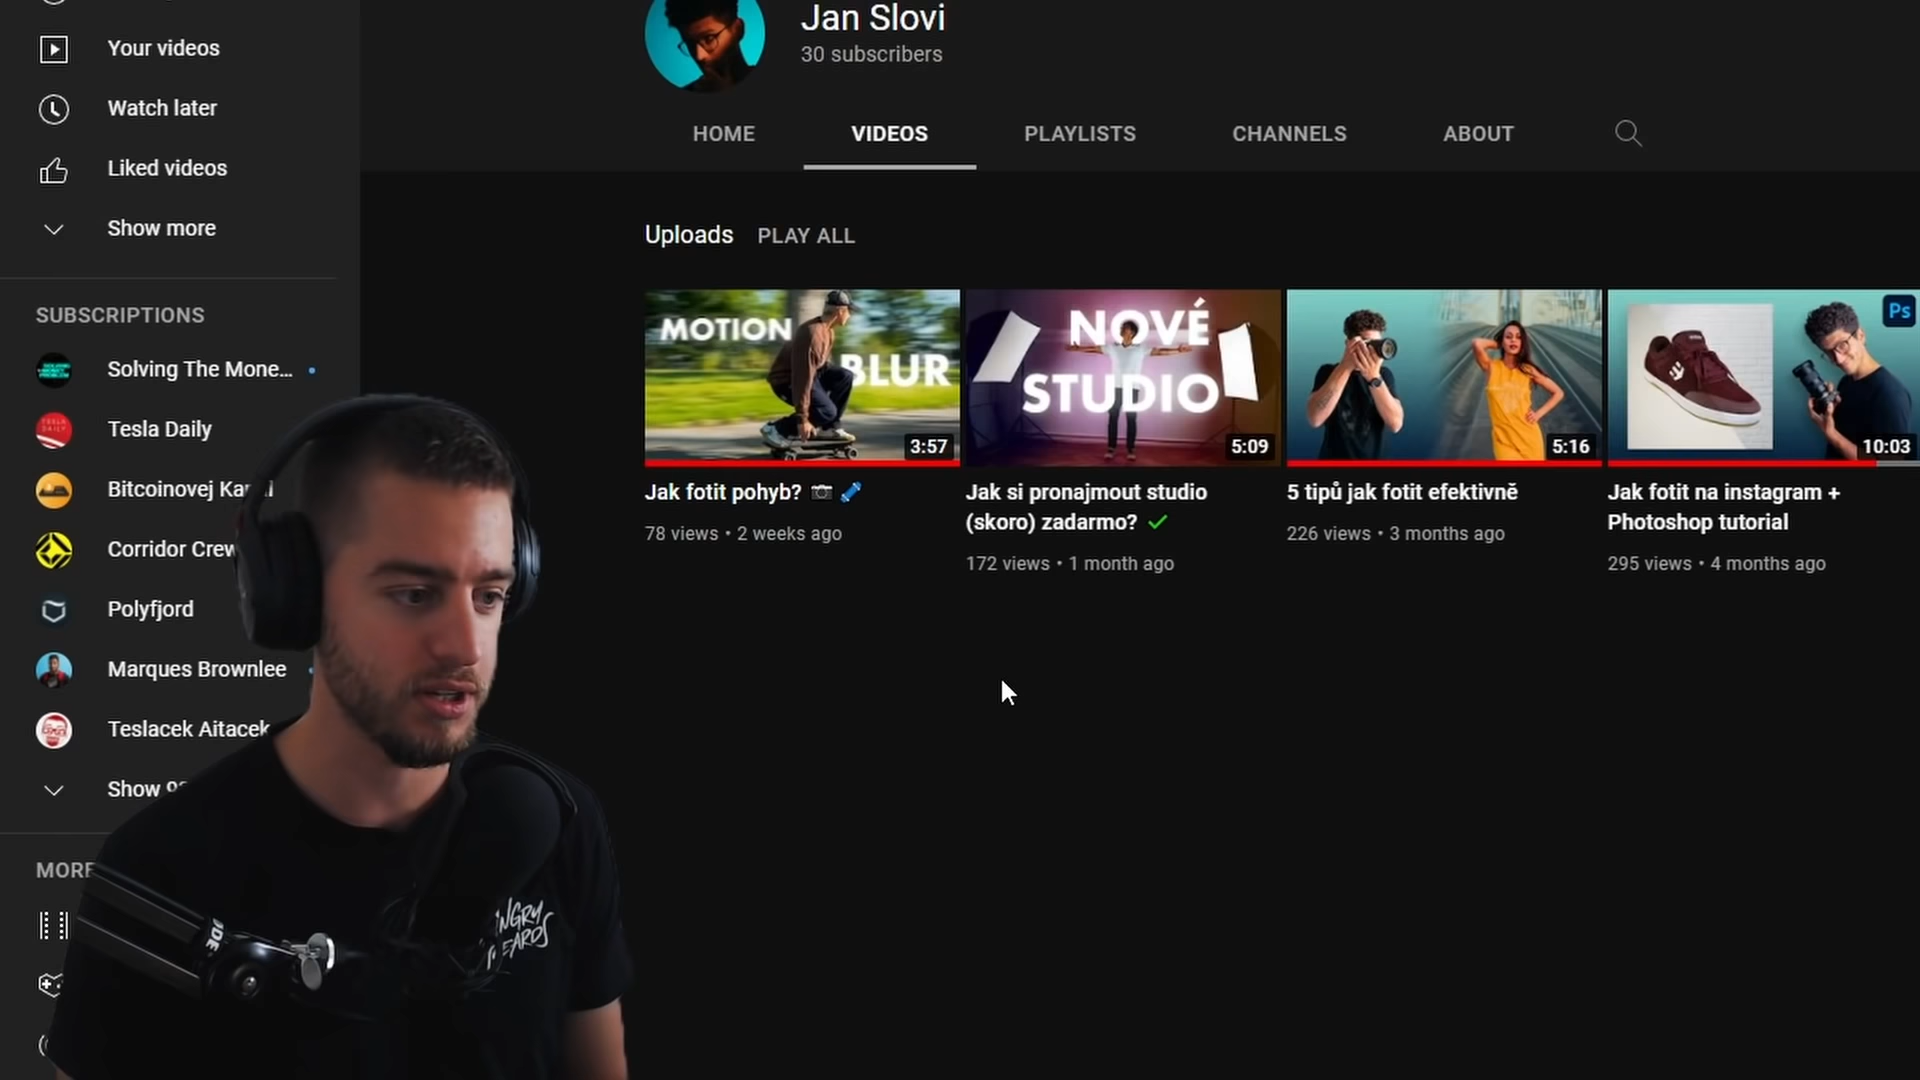 Jan Slovi
30 subscribers
HOME
VIDEOS
PLAYLISTS
CHANNELS
ABOUT
Your videos
Watch later
Liked videos
Show more
SUBSCRIPTIONS
Solving The Mone...
Tesla Daily
Bitcoinovej
Corridor Crew
Polyfjord
Marques Brownlee
Teslacek Aitacek
Show
MORE
Uploads PLAY ALL
MOTION
BLUR
3:57
Jak fotit pohyb?
78 views • 2 weeks ago
NOVÉ
STUDIO
5:09
Jak si pronajmout studio
(skoro) zadarmo?
172 views • 1 month ago
5:16
5 tipů jak fotit efektivně
226 views • 3 months ago
Ps
10:03
Jak fotit na instagram +
Photoshop tutorial
295 views • 4 months ago